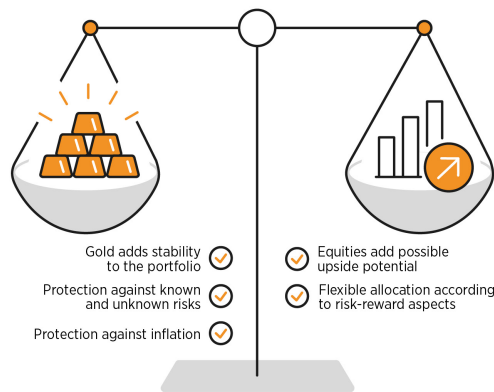 Gold adds stability
to the portfolio
Protection against known
and unknown risks
Protection against inflation
Equities add possible
upside potential
Flexible allocation according
to risk-reward aspects